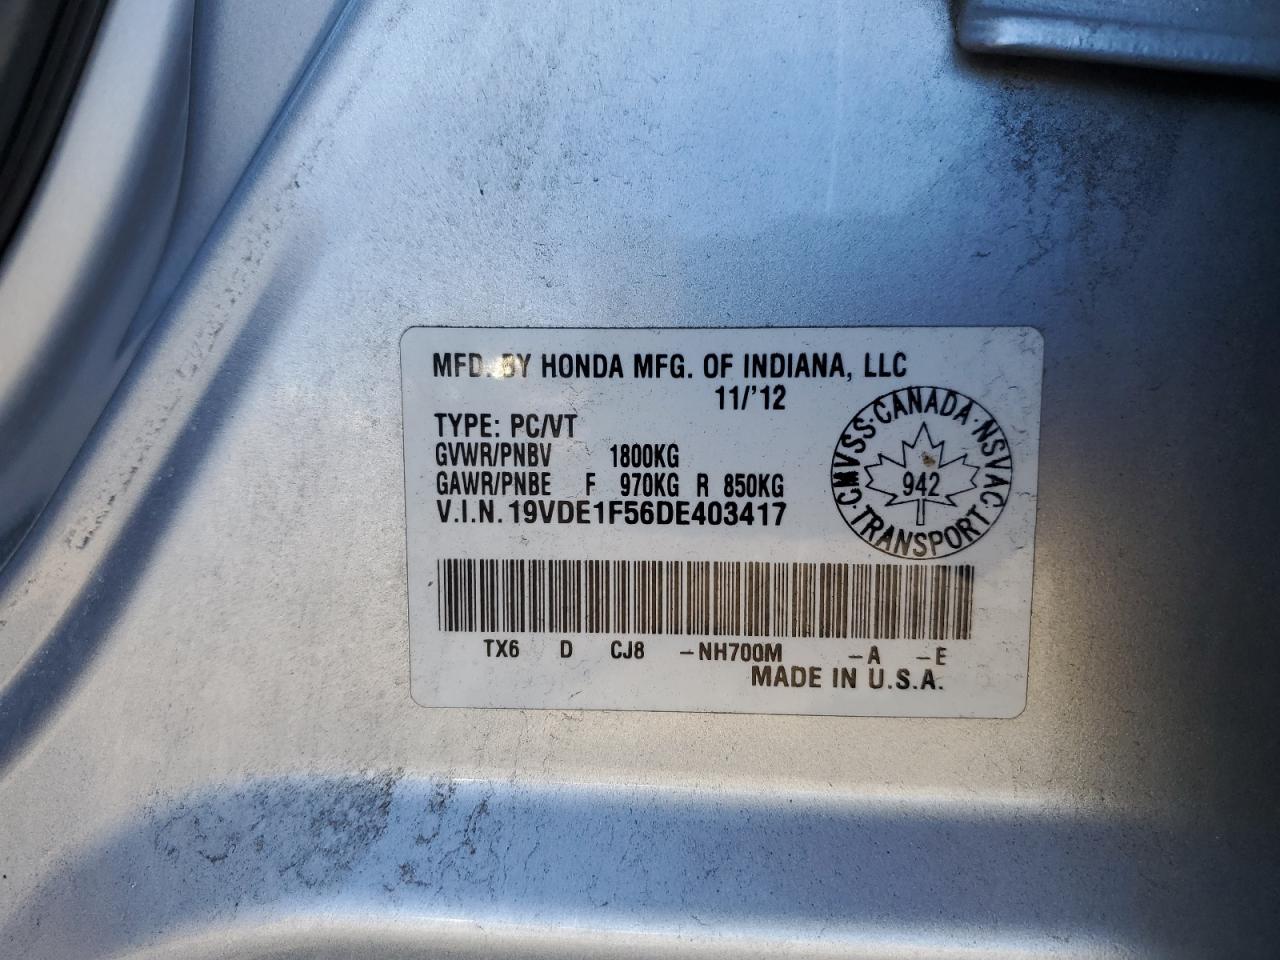 MFD. BY HONDA MFG. OF INDIANA, LLC
11/'12
TYPE: PC/VT
GVWR/PNBV 1800KG
GAWR/PNBE F 970KG R 850KG
V.I.N. 19VDE1F56DE403417
CMVSS·CANADA·NSVAC·TRANSPORT·
942
TX6 D CJ8 -NH700M -A -E
MADE IN U.S.A.